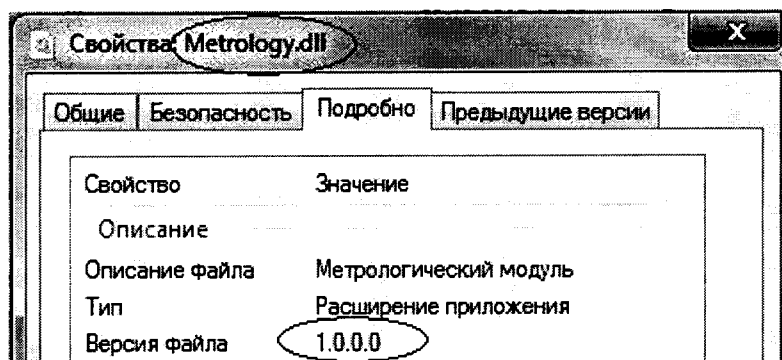 Свойства: Metrology.dll
Общие Безопасность Подробно Предыдущие версии
Свойство Значение
Описание
Описание файла Метрологический модуль
Тип Расширение приложения
Версия файла 1.0.0.0